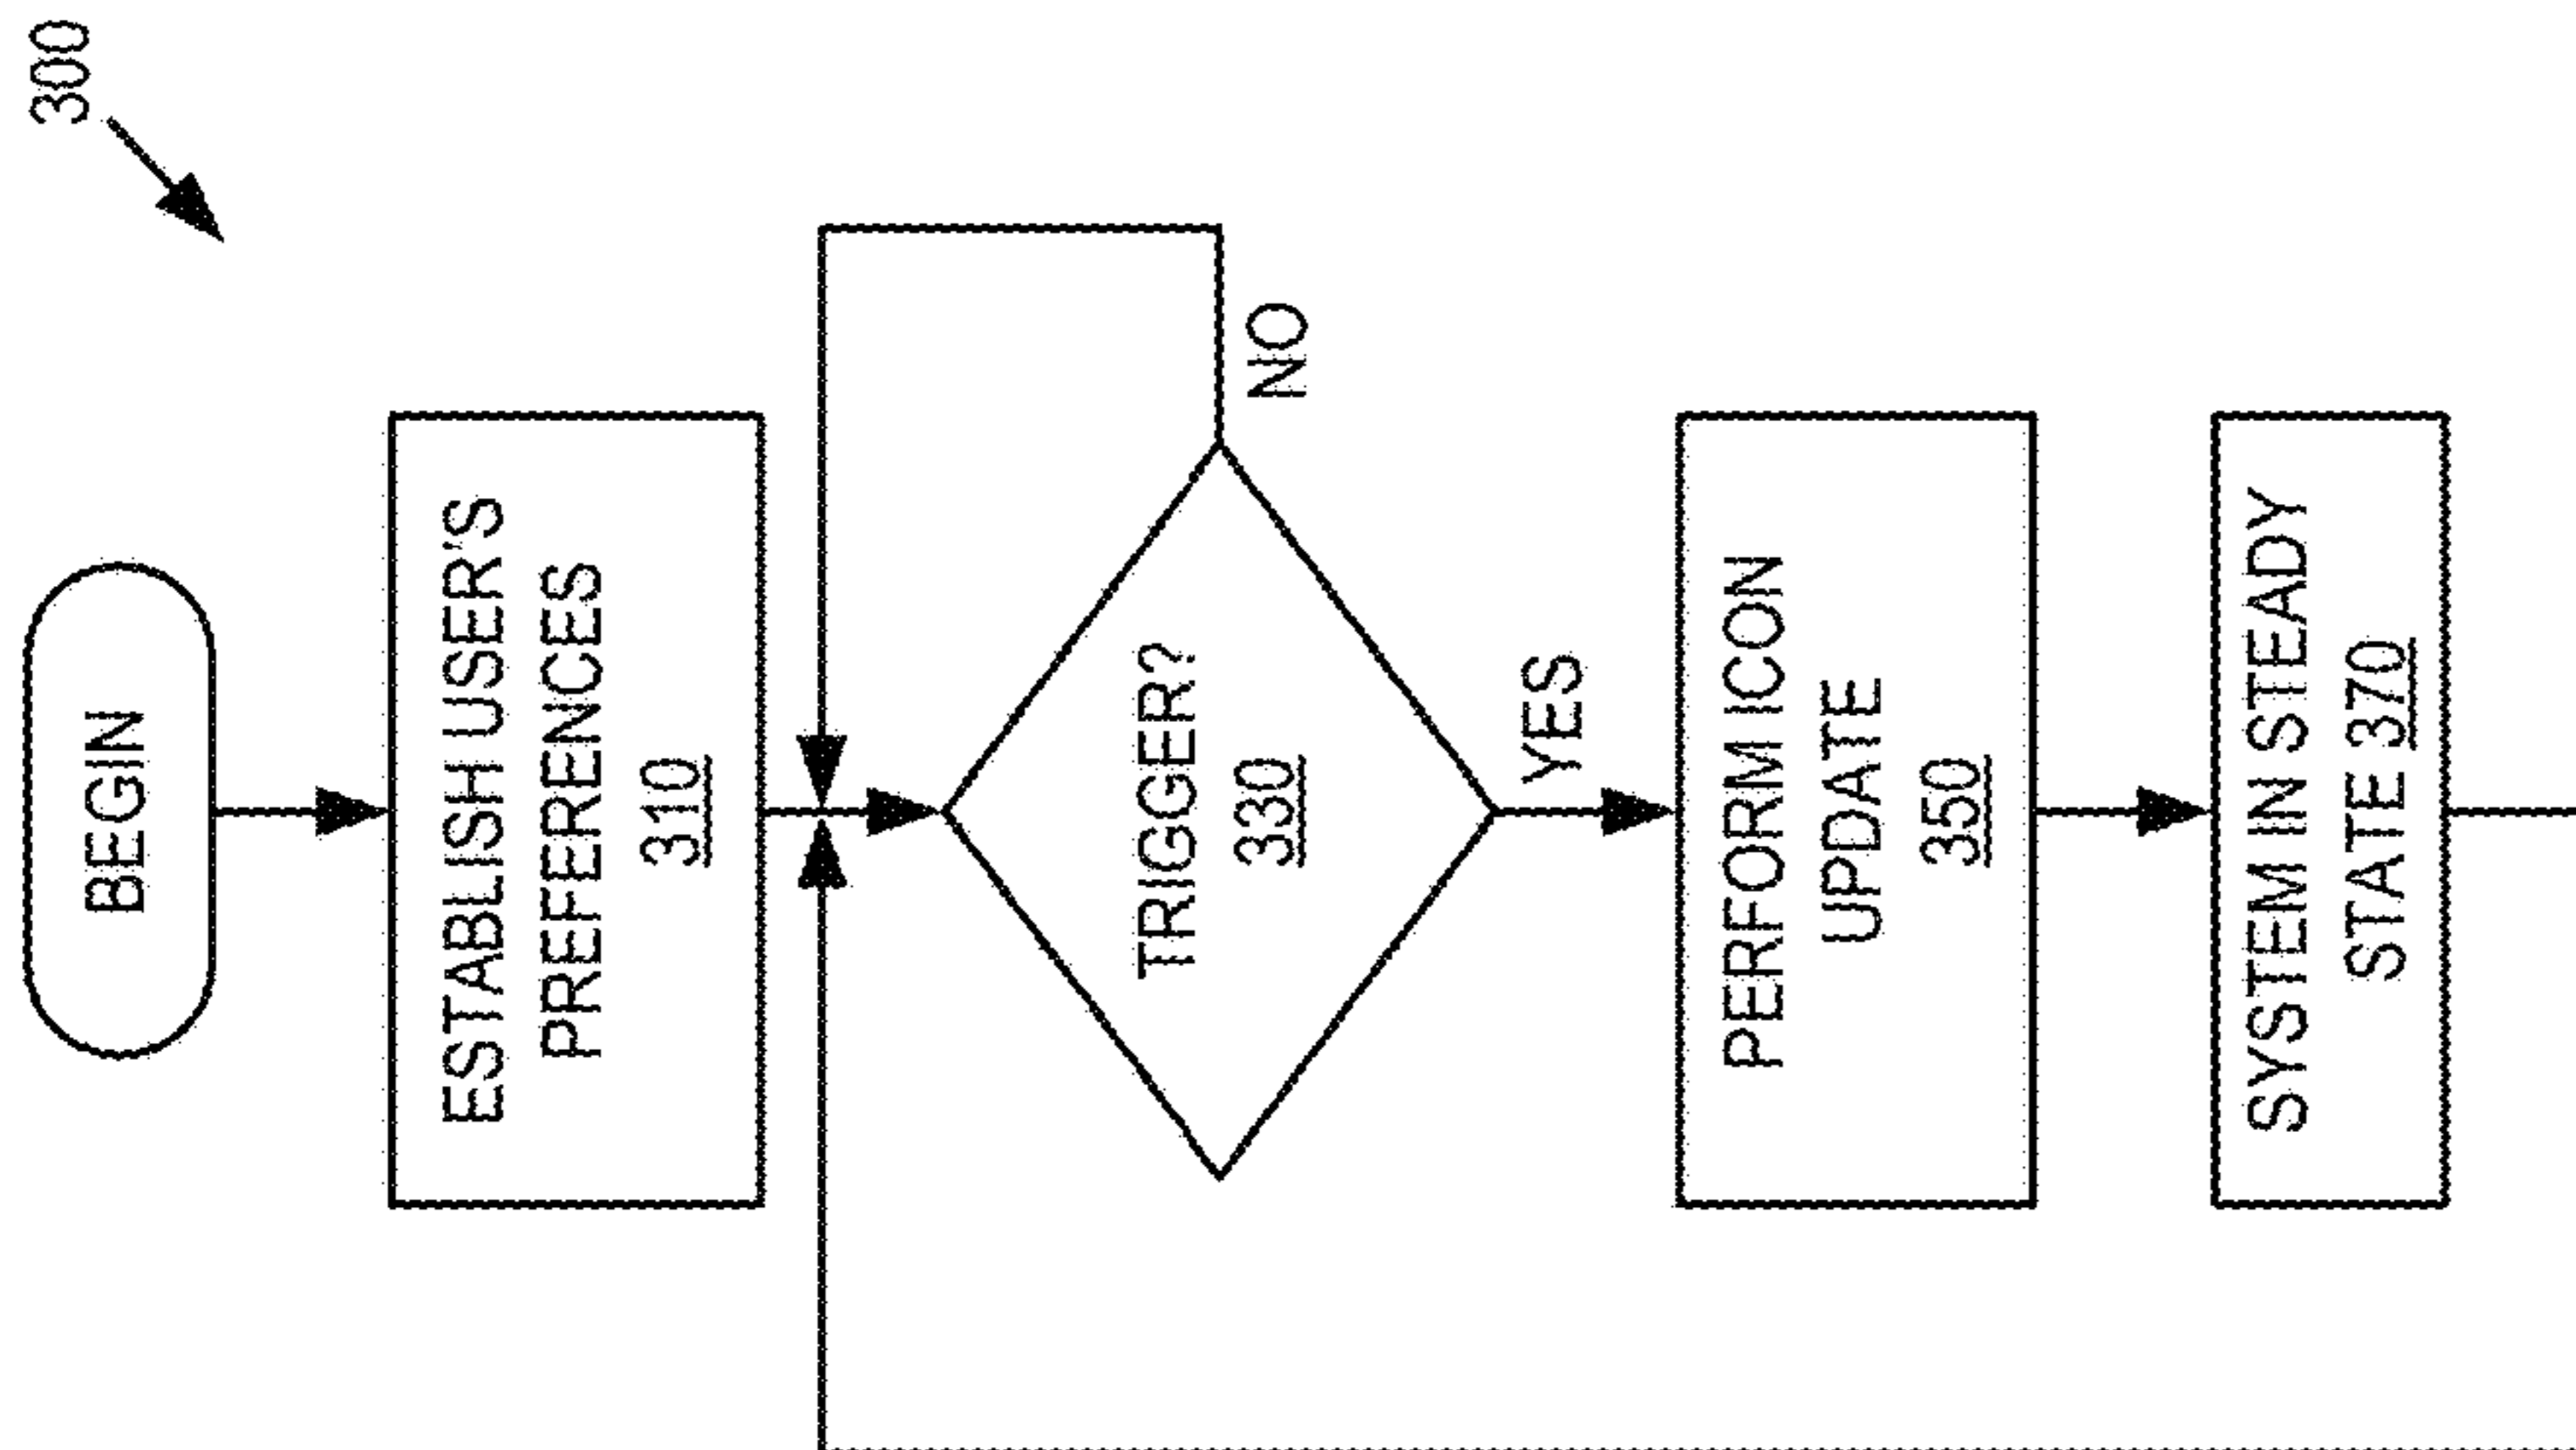 300
BEGIN
ESTABLISH USER'S
PREFERENCES
310
TRIGGER?
330
NO
YES
PERFORM ICON
UPDATE
350
SYSTEM IN STEADY
STATE 370